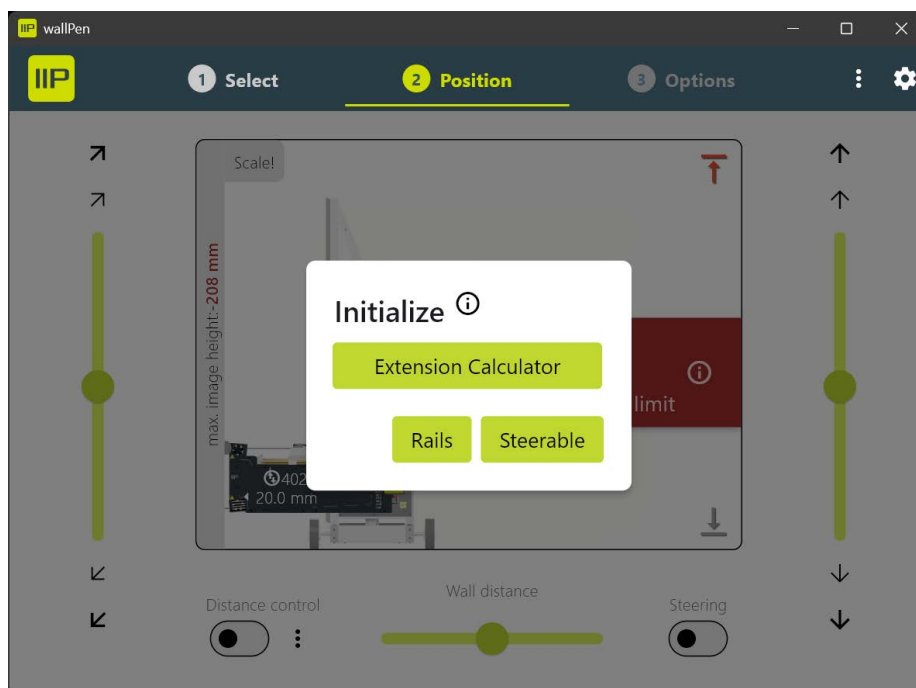 IIP wallPen
IIP
1 Select
2 Position
3 Options
Scale!
max. image height:-208 mm
Initialize
Extension Calculator
Rails
Steerable
limit
402
20.0 mm
Distance control
Wall distance
Steering